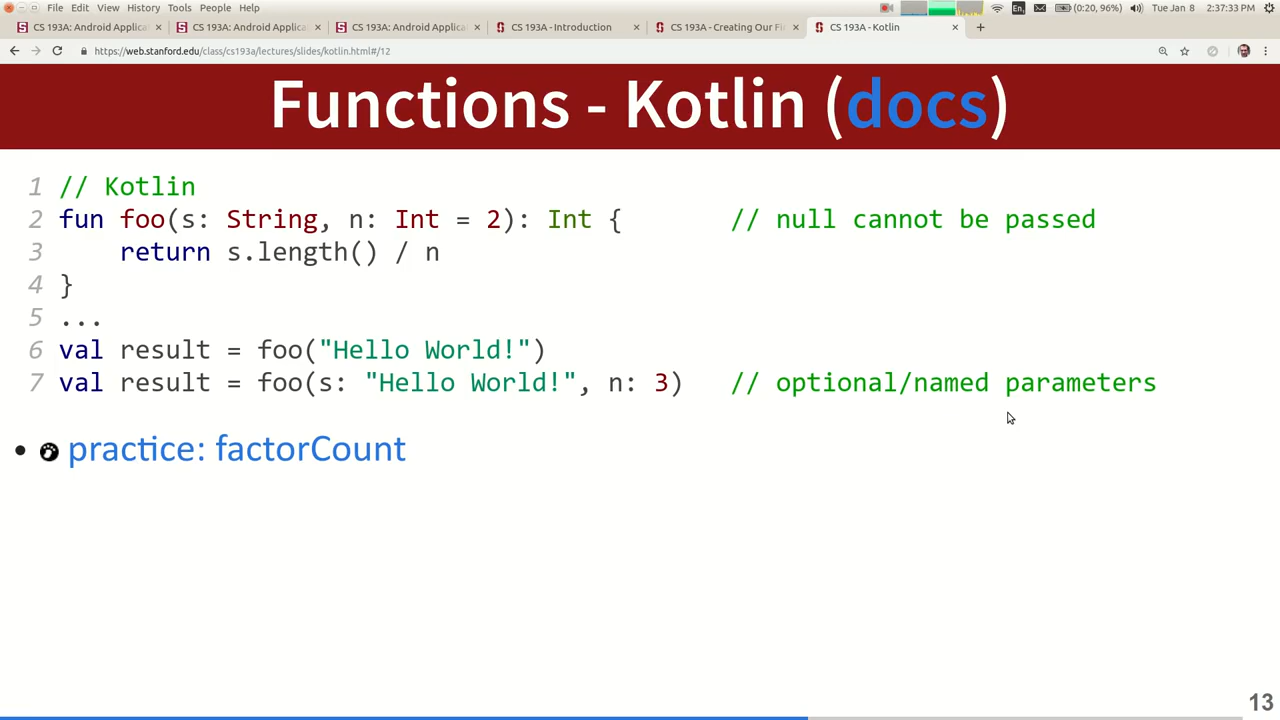 File Edit View History Tools People Help
En (0:20, 96%) Tue Jan 8 2:37:33 PM
CS 193A: Android Applicat × CS 193A: Android Applicat × CS 193A: Android Applicat × CS 193A - Introduction × CS 193A - Creating Our Fi × CS 193A - Kotlin × +
https://web.stanford.edu/class/cs193a/lectures/slides/kotlin.html#/12
Functions - Kotlin (docs)
1 // Kotlin
2 fun foo(s: String, n: Int = 2): Int { // null cannot be passed
3 return s.length() / n
4 }
5 ...
6 val result = foo("Hello World!")
7 val result = foo(s: "Hello World!", n: 3) // optional/named parameters
• practice: factorCount
13